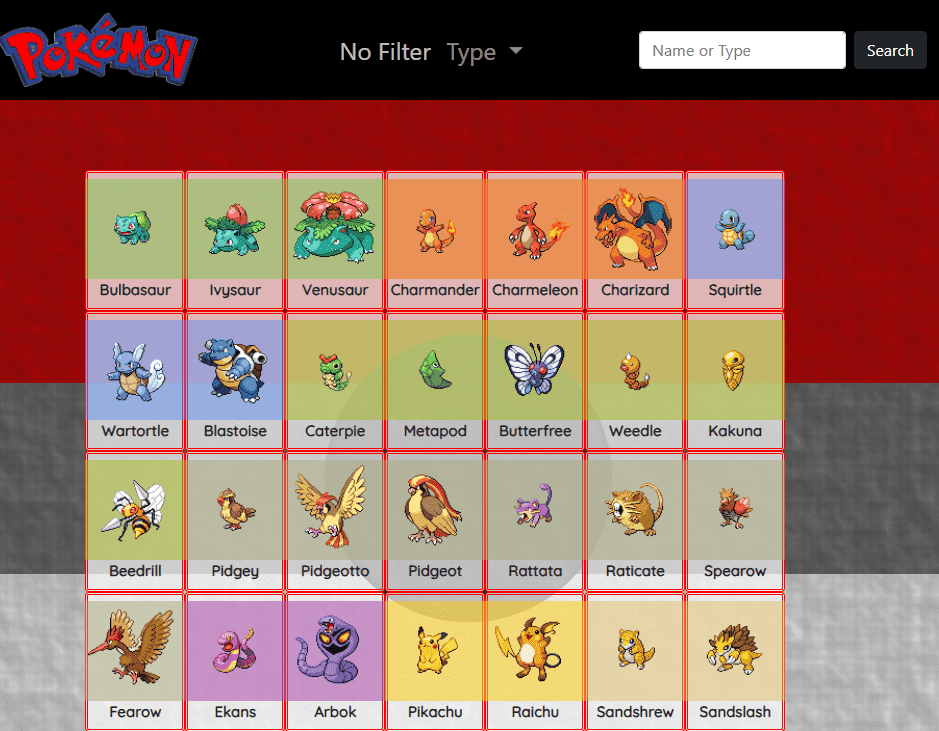 Pokémon
No Filter Type
Name or Type
Search
Bulbasaur Ivysaur Venusaur Charmander Charmeleon Charizard Squirtle
Wartortle Blastoise Caterpie Metapod Butterfree Weedle Kakuna
Beedrill Pidgey Pidgeotto Pidgeot Rattata Raticate Spearow
Fearow Ekans Arbok Pikachu Raichu Sandshrew Sandslash